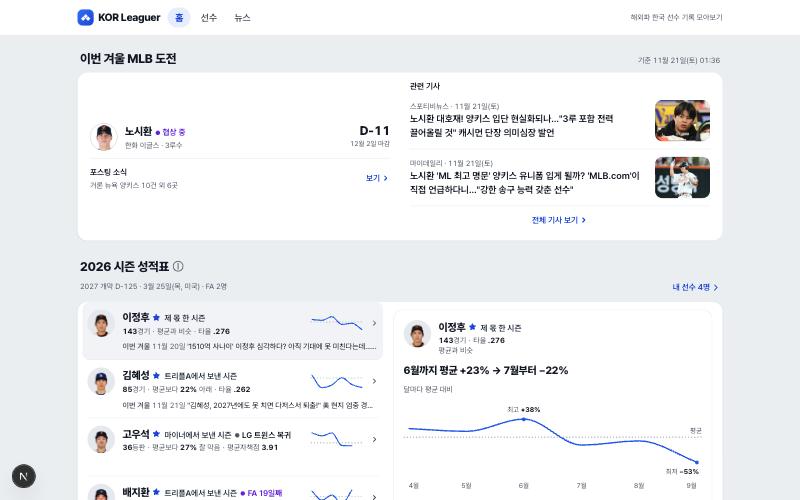 KOR Leaguer 홈 선수 뉴스
해외파 한국 선수 기록 모아보기
이번 겨울 MLB 도전
기준 11월 21일(토) 01:36
노시환 협상 중
한화 이글스 · 3루수
D-11
12월 2일 마감
포스팅 소식
거론 뉴욕 양키스 10건 외 6곳
보기
관련 기사
스포티비뉴스 · 11월 21일(토)
노시환 대호재! 양키스 입단 현실화되나..."3루 포함 전력
끌어올릴 것" 캐시먼 단장 의미심장 발언
마이데일리 · 11월 21일(토)
노시환 'ML 최고 명문' 양키스 유니폼 입게 될까? 'MLB.com'이
직접 언급하다니..."강한 송구 능력 갖춘 선수"
전체 기사 보기
2026 시즌 성적표
2027 개막 D-125 · 3월 25일(목, 미국) · FA 2명
내 선수 4명
이정후 제 몫 한 시즌
143경기 · 평균과 비슷 · 타율 .276
이번 겨울 11월 20일 '1510억 사나이' 이정후 심각하다? 아직 기대에 못 미친다는데......
김혜성 트리플A에서 보낸 시즌
85경기 · 평균보다 22% 아래 · 타율 .262
이번 겨울 11월 21일 "김혜성, 2027년에도 못 치면 다저스서 퇴출!" 美 현지 엄중 경...
고우석 마이너에서 보낸 시즌 LG 트윈스 복귀
36등판 · 평균보다 27% 잘 막음 · 평균자책점 3.91
배지환 트리플A에서 보낸 시즌 FA 19일째
이정후 제 몫 한 시즌
143경기 · 타율 .276
평균과 비슷
6월까지 평균 +23% → 7월부터 −22%
달마다 평균 대비
최고 +38%
평균
최저 −53%
4월 5월 6월 7월 8월 9월
N